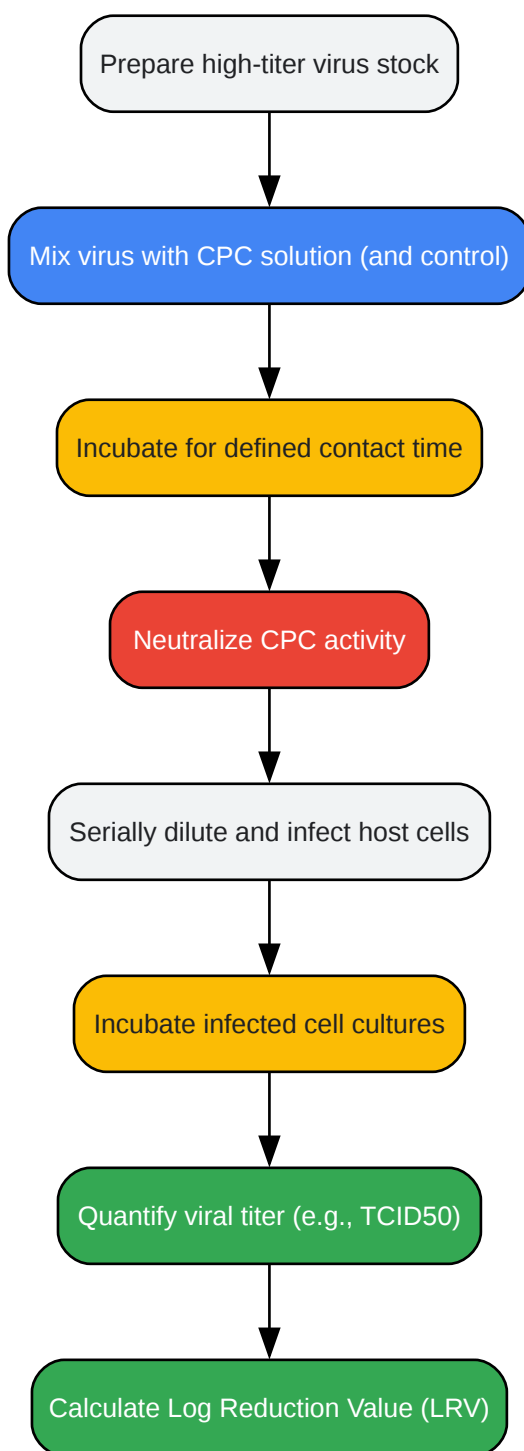 Prepare high-titer virus stock
Mix virus with CPC solution (and control)
Incubate for defined contact time
Neutralize CPC activity
Serially dilute and infect host cells
Incubate infected cell cultures
Quantify viral titer (e.g., TCID50)
Calculate Log Reduction Value (LRV)